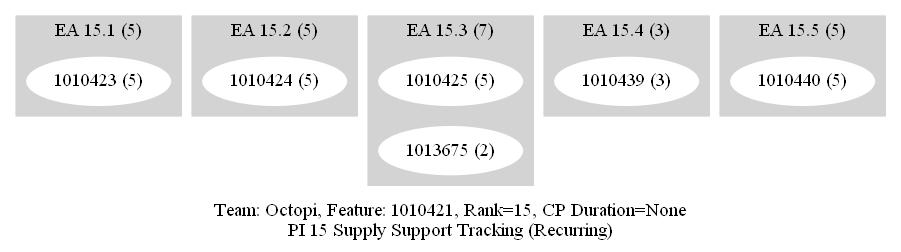 EA 15.1 (5)
EA 15.2 (5)
EA 15.3 (7)
EA 15.4 (3)
EA 15.5 (5)
1010423 (5)
1010424 (5)
1010425 (5)
1010439 (3)
1010440 (5)
1013675 (2)
Team: Octopi, Feature: 1010421, Rank=15, CP Duration=None
PI 15 Supply Support Tracking (Recurring)